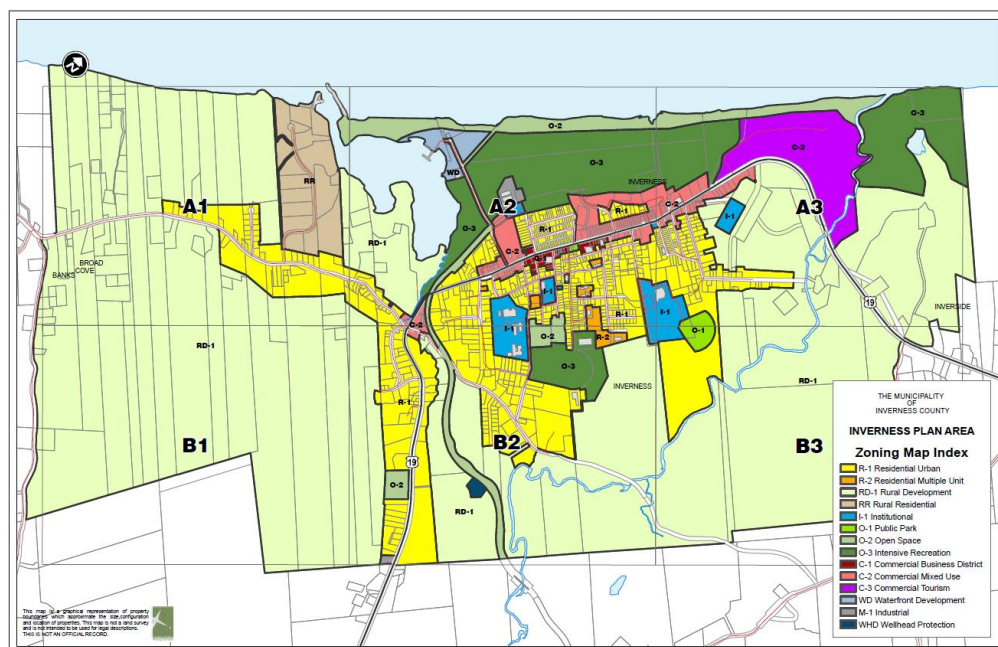 O-2
O-3
C-3
O-3
WD
INVERNESS
RR
A1
A2
R-1
C-2
I-1
A3
R-1
O-3
C-2
C-1
RD-1
BROAD
BANKS COVE
I-1
19
INVERSIDE
C-2
I-1
R-1
I-1
O-1
O-2
R-2
RD-1
O-3
INVERNESS
RD-1
R-1
B1
B2
B3
19
O-2
RD-1
THE MUNICIPALITY
OF
INVERNESS COUNTY
INVERNESS PLAN AREA
Zoning Map Index
R-1 Residential Urban
R-2 Residential Multiple Unit
RD-1 Rural Development
RR Rural Residential
I-1 Institutional
O-1 Public Park
O-2 Open Space
O-3 Intensive Recreation
C-1 Commercial Business District
C-2 Commercial Mixed Use
C-3 Commercial Tourism
WD Waterfront Development
M-1 Industrial
WHD Wellhead Protection
This map is a graphical representation of property
boundaries which approximate the size,configuration
and location of properties. This map is not a land survey
and is not intended to be used for legal descriptions.
THIS IS NOT AN OFFICIAL RECORD.